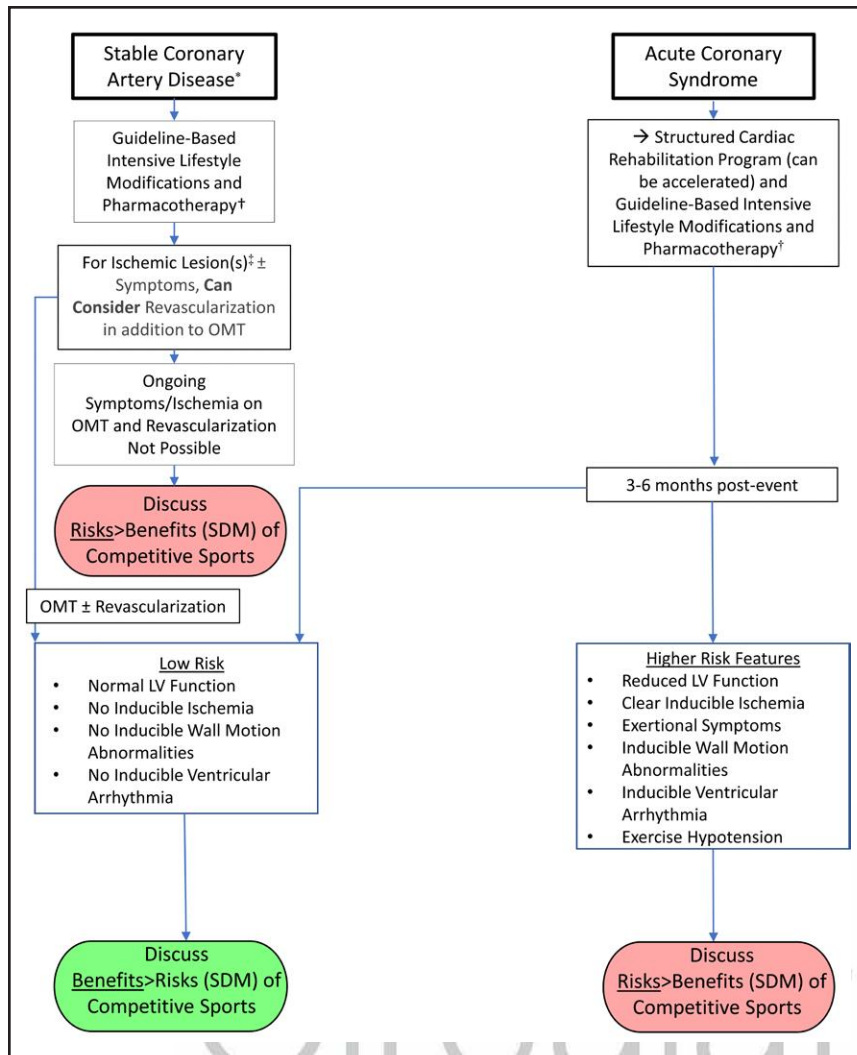 Stable Coronary
Artery Disease*
Guideline-Based
Intensive Lifestyle
Modifications and
Pharmacotherapy†
For Ischemic Lesion(s)‡ ±
Symptoms, Can
Consider Revascularization
in addition to OMT
Ongoing
Symptoms/Ischemia on
OMT and Revascularization
Not Possible
Discuss
Risks>Benefits (SDM) of
Competitive Sports
OMT ± Revascularization
Low Risk
• Normal LV Function
• No Inducible Ischemia
• No Inducible Wall Motion
Abnormalities
• No Inducible Ventricular
Arrhythmia
Discuss
Benefits>Risks (SDM) of
Competitive Sports
Acute Coronary
Syndrome
→ Structured Cardiac
Rehabilitation Program (can
be accelerated) and
Guideline-Based Intensive
Lifestyle Modifications and
Pharmacotherapy†
3-6 months post-event
Higher Risk Features
• Reduced LV Function
• Clear Inducible Ischemia
• Exertional Symptoms
• Inducible Wall Motion
Abnormalities
• Inducible Ventricular
Arrhythmia
• Exercise Hypotension
Discuss
Risks>Benefits (SDM) of
Competitive Sports